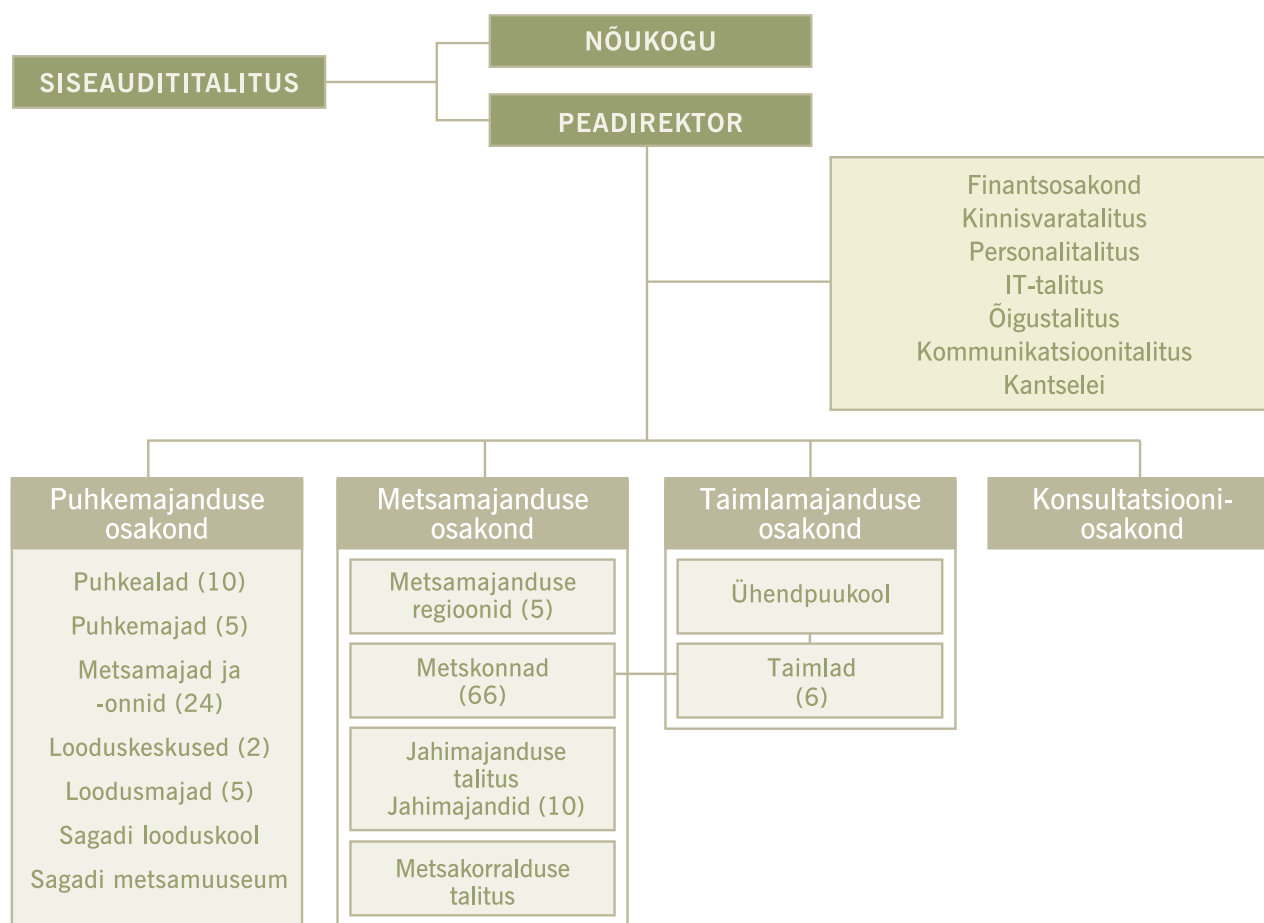 NÕUKOGU
SISEAUDITITALITUS
PEADIREKTOR
Finantsosakond
Kinnisvaratalitus
Personalitalitus
IT-talitus
Õigustalitus
Kommunikatsioonitalitus
Kantselei
Puhkemajanduse
osakond
Puhkealad (10)
Puhkemajad (5)
Metsamajad ja
-onnid (24)
Looduskeskused (2)
Loodusmajad (5)
Sagadi looduskool
Sagadi metsamuuseum
Metsamajanduse
osakond
Metsamajanduse
regioonid (5)
Metskonnad
(66)
Jahimajanduse
talitus
Jahimajandid (10)
Metsakorralduse
talitus
Taimlamajanduse
osakond
Ühendpuukool
Taimlad
(6)
Konsultatsiooni-
osakond